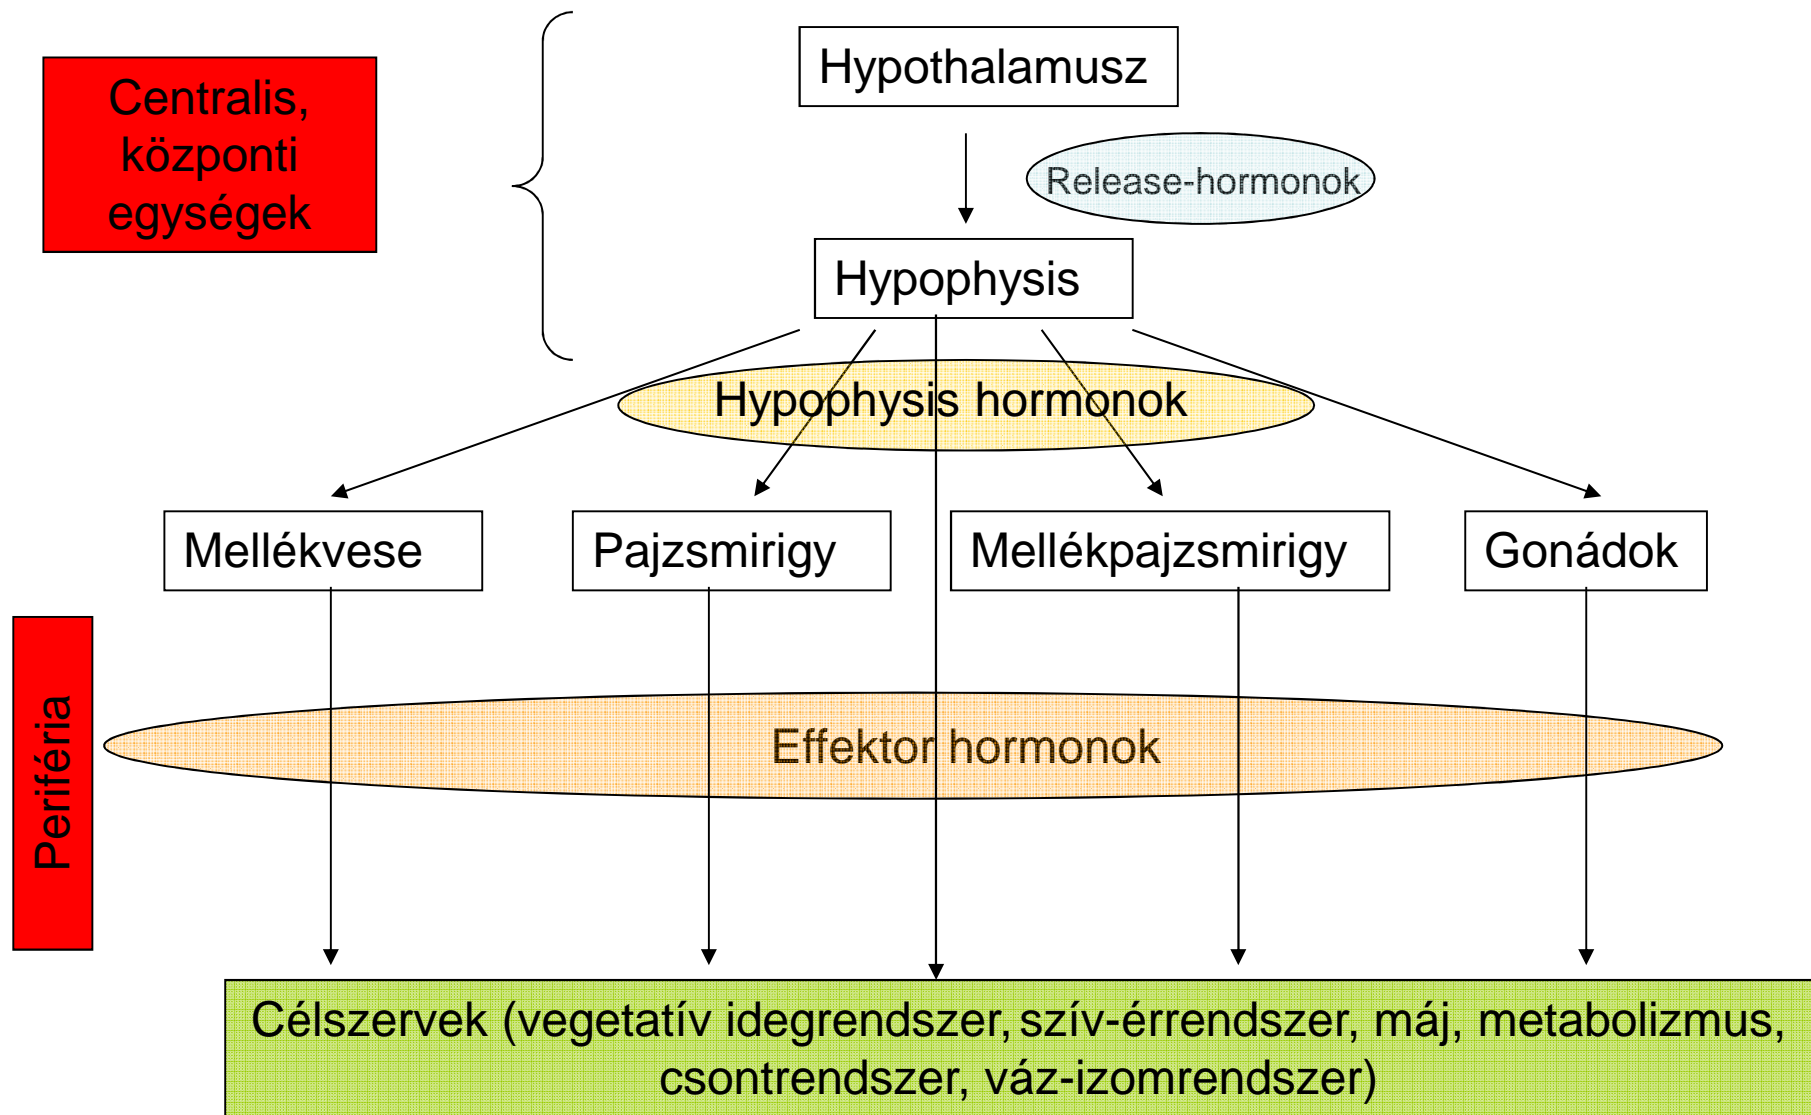 Centralis,
központi
egységek
Hypothalamusz
Release-hormonok
Hypophysis
Hypophysis hormonok
Mellékvese
Pajzsmirigy
Mellékpajzsmirigy
Gonádok
Periféria
Effektor hormonok
Célszervek (vegetatív idegrendszer, szív-érrendszer, máj, metabolizmus,
csontrendszer, váz-izomrendszer)